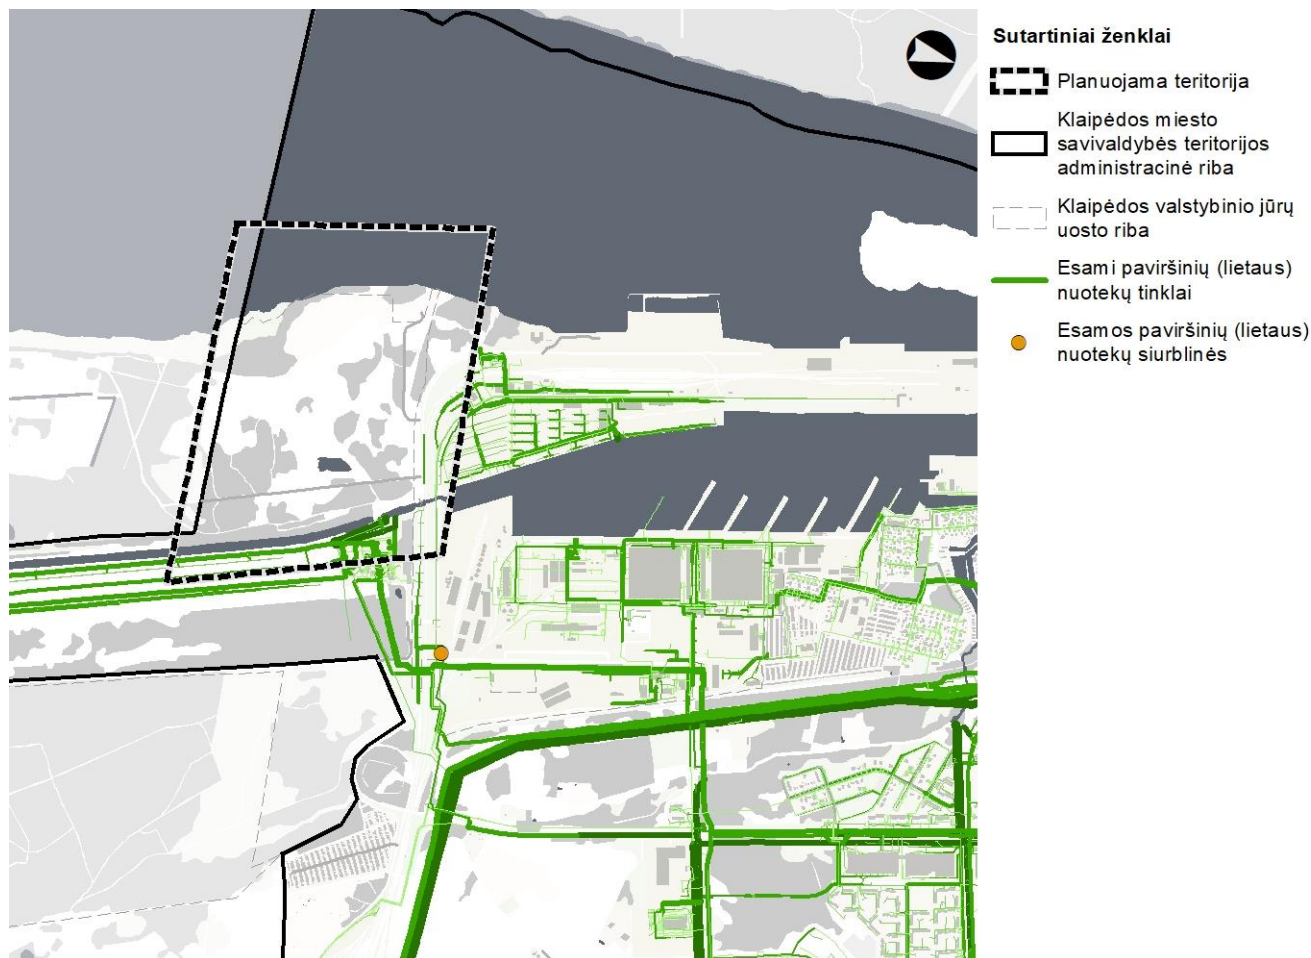 Sutartiniai ženklai
Planuojama teritorija
Klaipėdos miesto
savivaldybės teritorijos
administracinė riba
Klaipėdos valstybinio jūrų
uosto riba
Esami paviršinių (lietaus)
nuotekų tinklai
Esamos paviršinių (lietaus)
nuotekų siurblinės